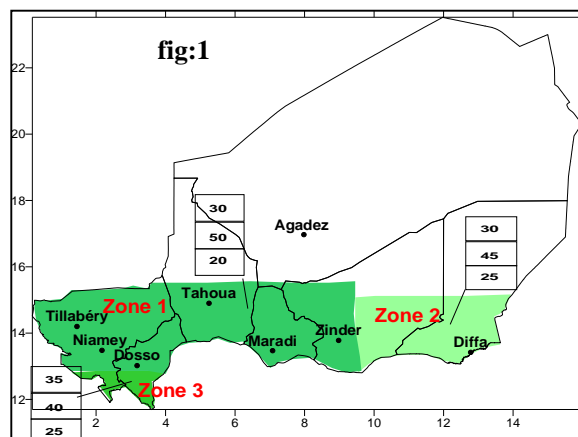 fig:1
22
20
18
16
14
12
30
50
20
Agadez
30
45
25
Tahoua
Zone 1
Zone 2
Tillabéry
Niamey
Dosso
Maradi
Zinder
Diffa
Zone 3
35
40
25
2 4 6 8 10 12 14